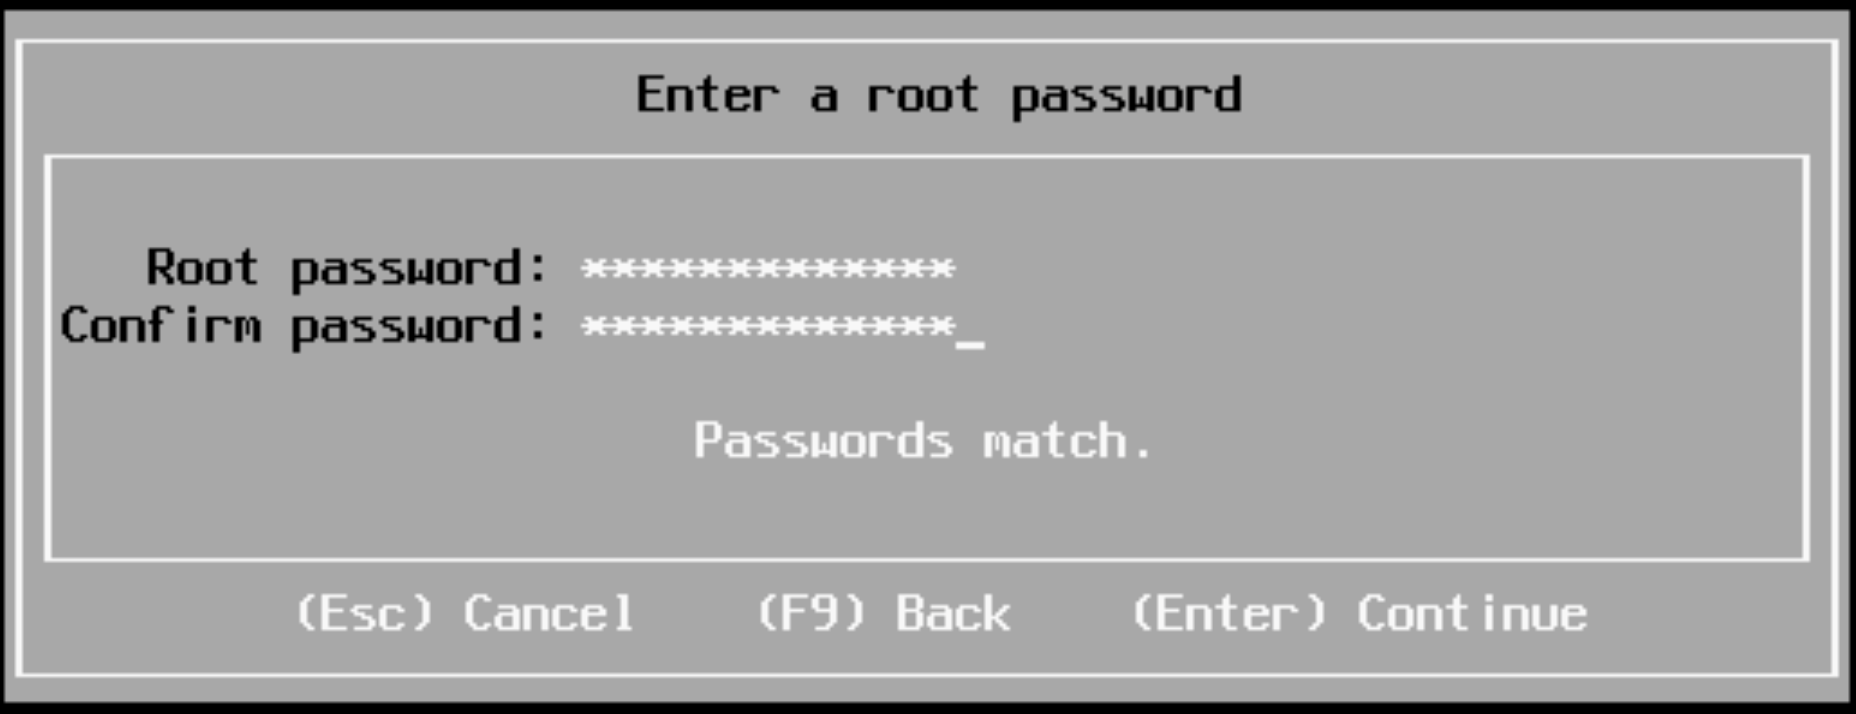 Enter a root password
Root password: *************
Confirm password: *************_
Passwords match.
(Esc) Cancel (F9) Back (Enter) Continue